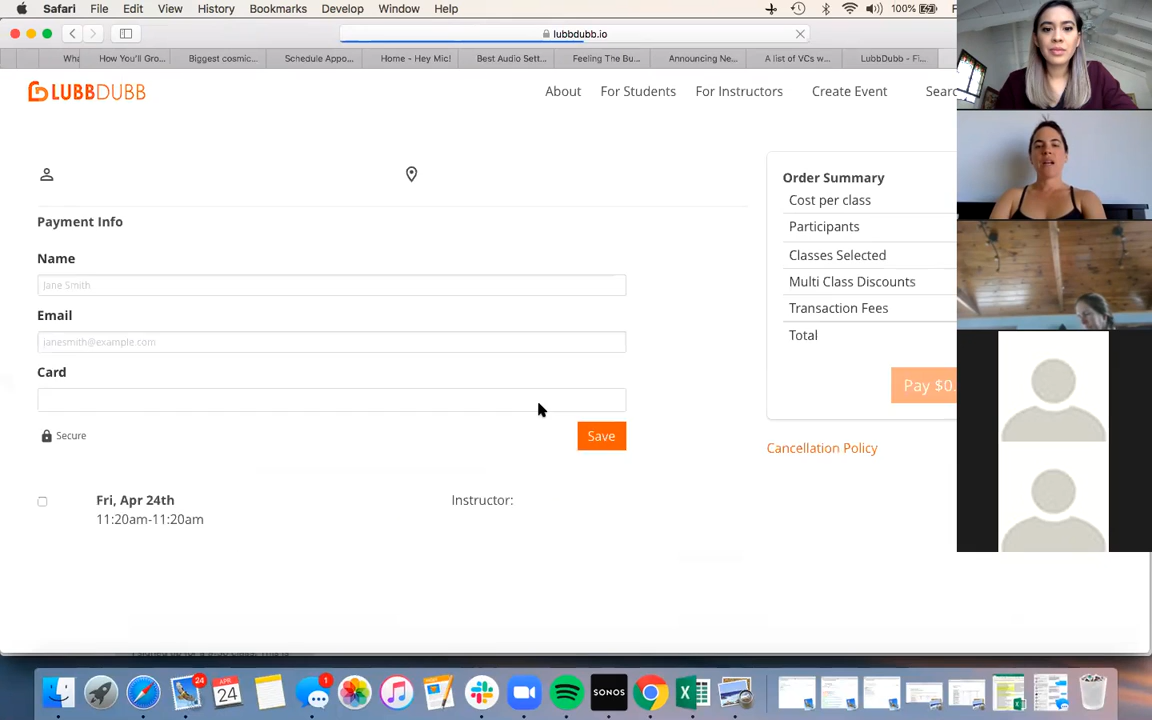 Safari File Edit View History Bookmarks Develop Window Help 100%
lubbdubb.io
How You'll Gro... Biggest cosmic... Schedule Appo... Home - Hey Mic! Best Audio Sett... Feeling The Bu... Announcing Ne... A list of VCs w... LubbDubb - Fi...
LUBBDUBB About For Students For Instructors Create Event
Payment Info
Name
Jane Smith
Email
janesmith@example.com
Card
Secure Save
Fri, Apr 24th Instructor:
11:20am-11:20am
Order Summary
Cost per class
Participants
Classes Selected
Multi Class Discounts
Transaction Fees
Total
Pay $0.
Cancellation Policy
24 APR 24 1 SONOS